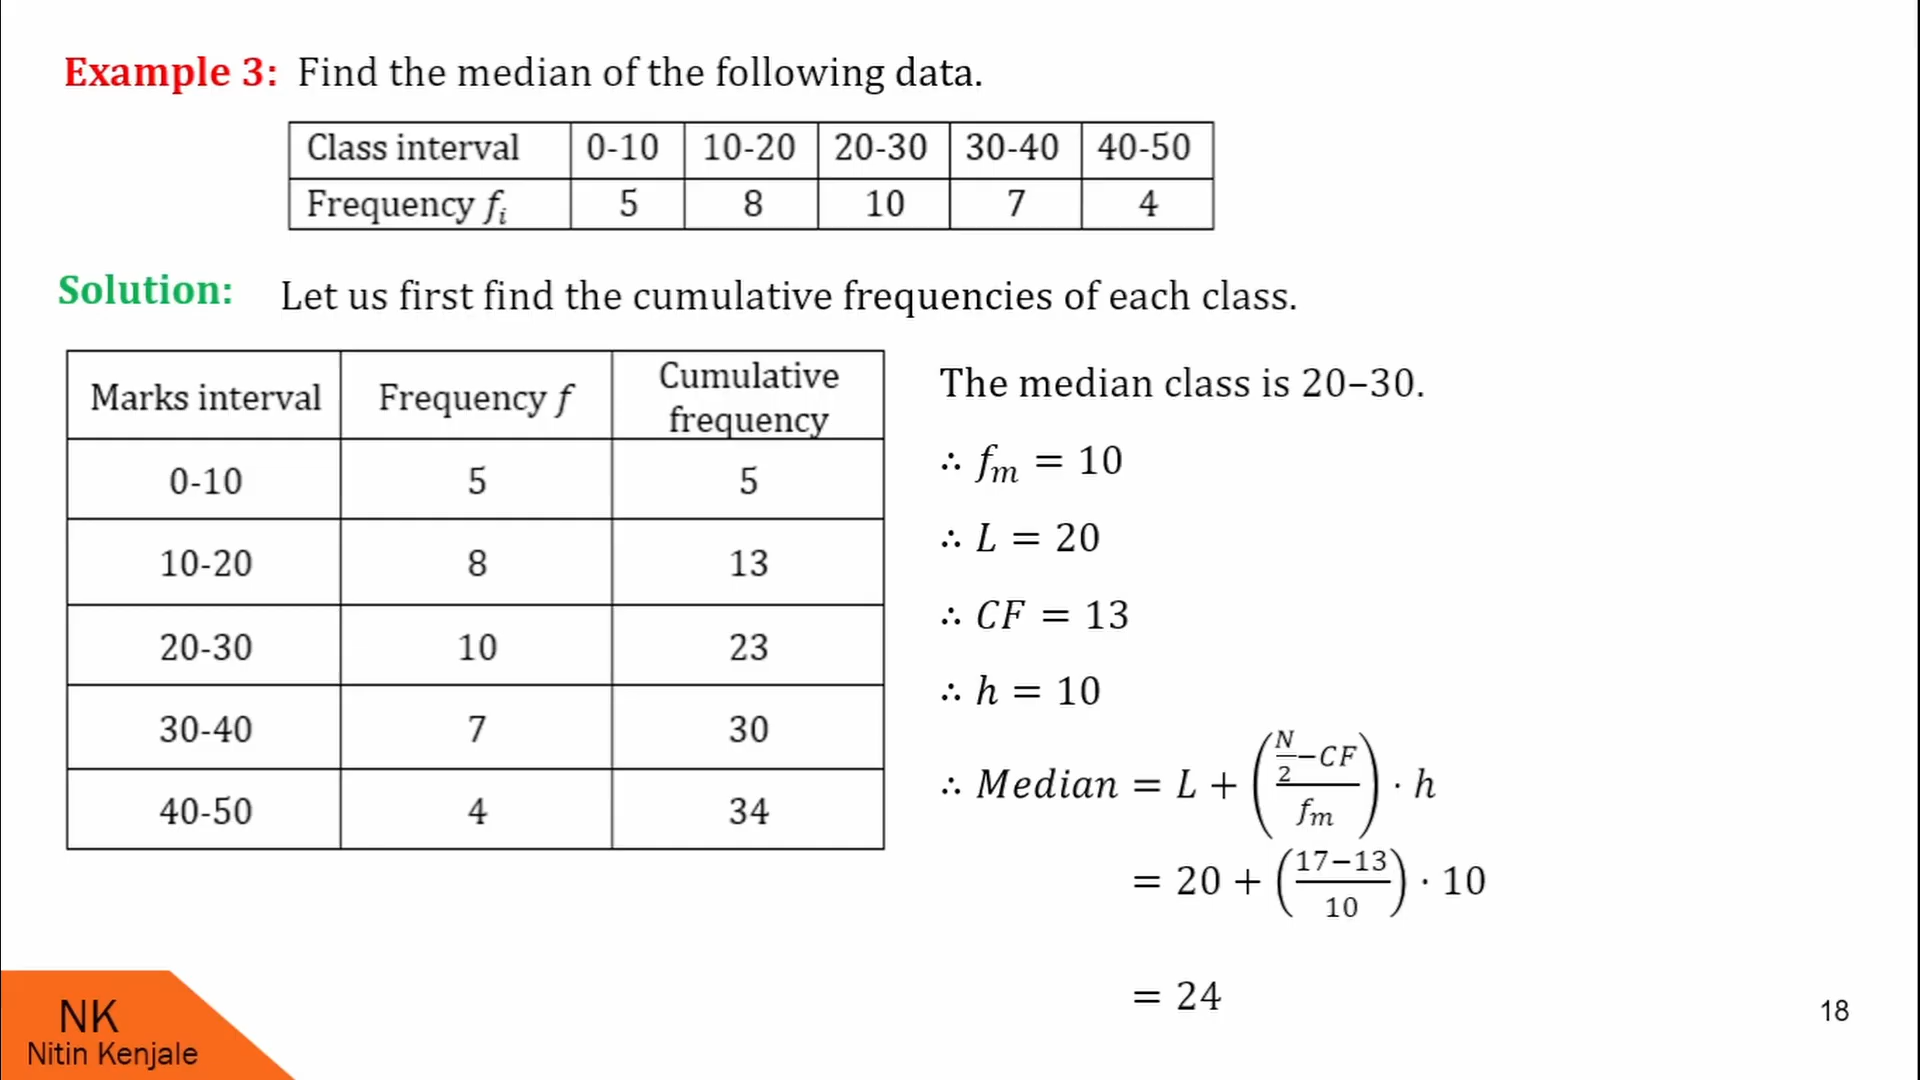 Example 3: Find the median of the following data.
Class interval 0-10 10-20 20-30 30-40 40-50
Frequency fᵢ 5 8 10 7 4
Solution: Let us first find the cumulative frequencies of each class.
Marks interval Frequency f Cumulative frequency
0-10 5 5
10-20 8 13
20-30 10 23
30-40 7 30
40-50 4 34
The median class is 20–30.
∴ fₘ = 10
∴ L = 20
∴ CF = 13
∴ h = 10
∴ Median = L + ((N/2 − CF)/fₘ) · h
= 20 + ((17−13)/10) · 10
= 24
NK
Nitin Kenjale
18